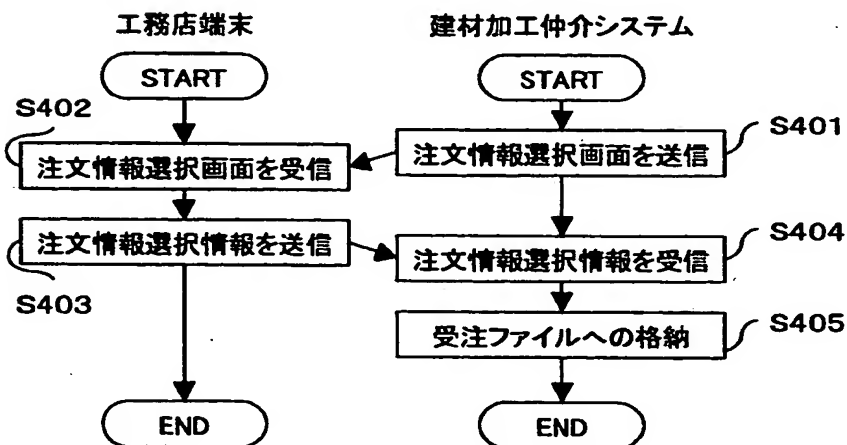 工務店端末
建材加工仲介システム
START
START
S402
S401
注文情報選択画面を受信
注文情報選択画面を送信
注文情報選択情報を送信
S404
注文情報選択情報を受信
S403
S405
受注ファイルへの格納
END
END